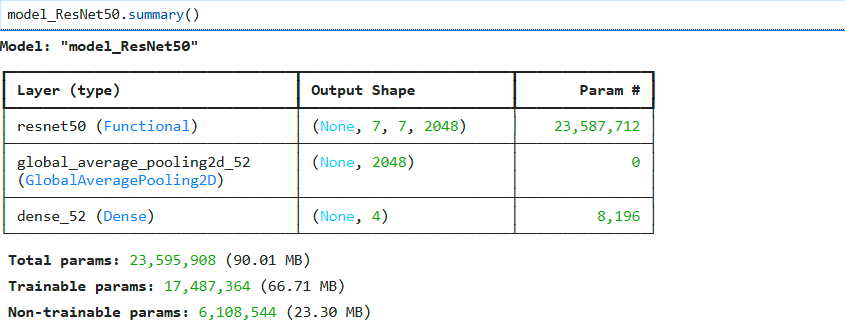 model_ResNet50.summary()
Model: "model_ResNet50"
Layer (type) Output Shape Param #
resnet50 (Functional) (None, 7, 7, 2048) 23,587,712
global_average_pooling2d_52 (None, 2048) 0
(GlobalAveragePooling2D)
dense_52 (Dense) (None, 4) 8,196
Total params: 23,595,908 (90.01 MB)
Trainable params: 17,487,364 (66.71 MB)
Non-trainable params: 6,108,544 (23.30 MB)